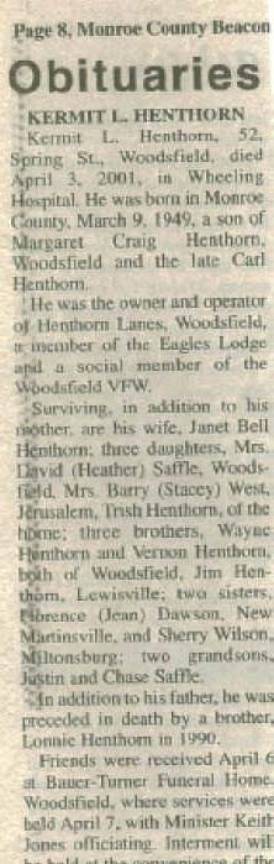 Page 8, Monroe County Beacon
Obituaries
KERMIT L. HENTHORN
Kermit L. Henthorn, 52,
Spring St., Woodsfield, died
April 3, 2001, in Wheeling
Hospital. He was born in Monroe
County, March 9, 1949, a son of
Margaret Craig Henthorn,
Woodsfield and the late Carl
Henthorn.
He was the owner and operator
of Henthorn Lanes, Woodsfield,
a member of the Eagles Lodge
and a social member of the
Woodsfield VFW.
Surviving, in addition to his
mother, are his wife, Janet Bell
Henthorn; three daughters, Mrs.
David (Heather) Saffle, Woods-
field, Mrs. Barry (Stacey) West,
Jerusalem, Trish Henthorn, of the
home; three brothers, Wayne
Henthorn and Vernon Henthorn,
both of Woodsfield, Jim Hen-
thorn, Lewisville; two sisters,
Florence (Jean) Dawson, New
Martinsville, and Sherry Wilson,
Miltonsburg; two grandsons,
Justin and Chase Saffle.
In addition to his father, he was
preceded in death by a brother,
Lonnie Henthorn in 1990.
Friends were received April 6
at Bauer-Turner Funeral Home,
Woodsfield, where services were
held April 7, with Minister Keith
Jones officiating. Interment will
be held at the convenience of